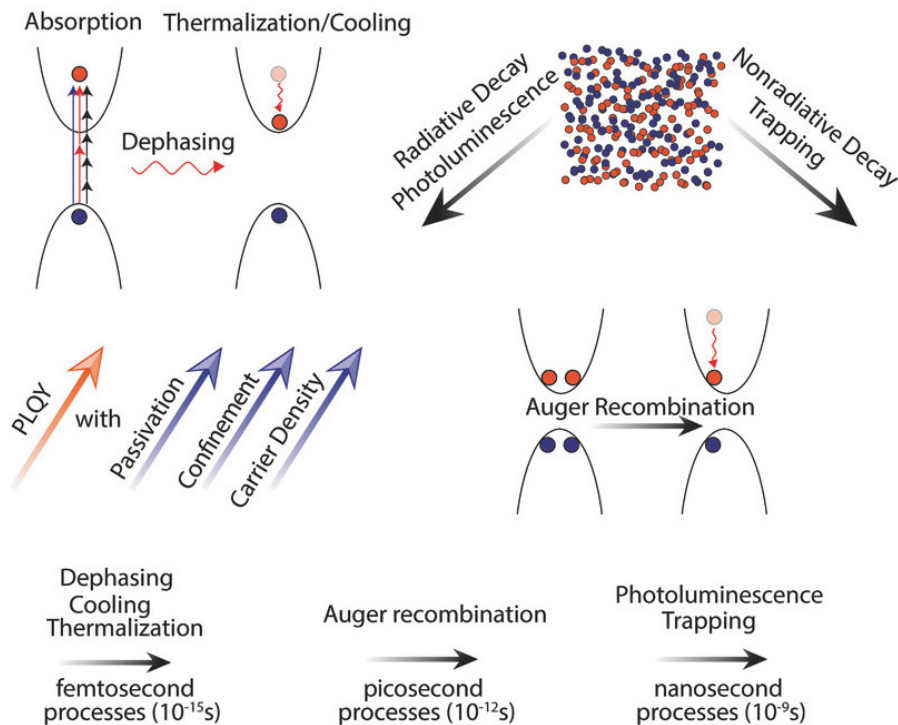 Absorption
Thermalization/Cooling
Dephasing
Radiative Decay
Photoluminescence
Nonradiative Decay
Trapping
PLQY
with
Passivation
Confinement
Carrier Density
Auger Recombination
Dephasing
Cooling
Thermalization
femtosecond
processes (10⁻¹⁵s)
Auger recombination
picosecond
processes (10⁻¹²s)
Photoluminescence
Trapping
nanosecond
processes (10⁻⁹s)